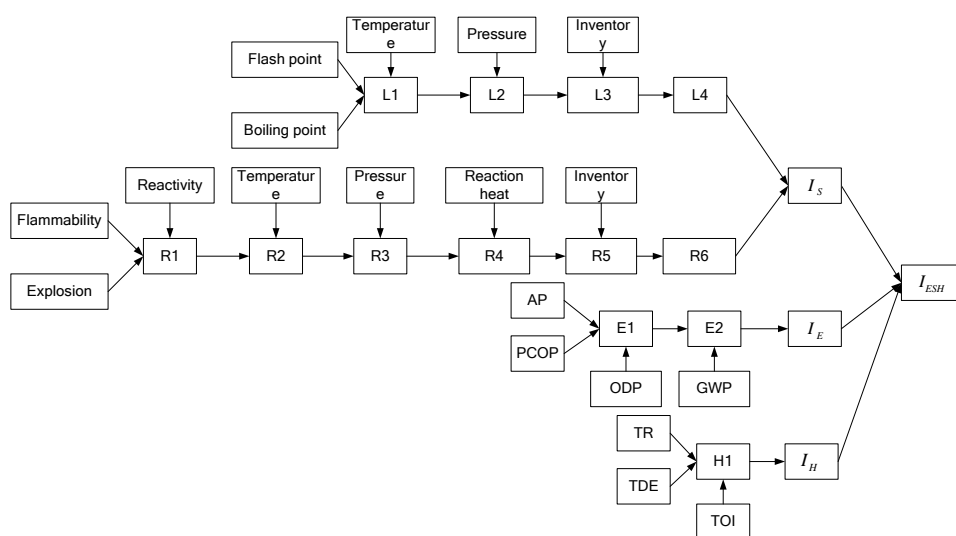 Temperatur
e
Pressure
Inventor
y
Flash point
L1
L2
L3
L4
Boiling point
Reactivity
Temperatur
e
Pressur
e
Reaction
heat
Inventor
y
I_S
Flammability
R1
R2
R3
R4
R5
R6
Explosion
I_ESH
AP
E1
E2
I_E
PCOP
ODP
GWP
TR
H1
I_H
TDE
TOI